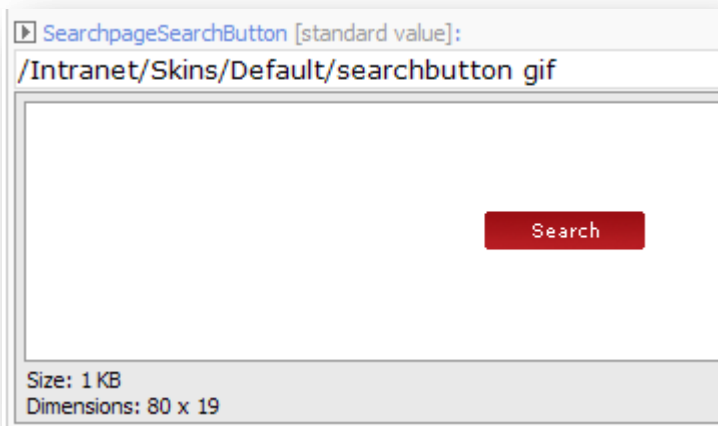 SearchpageSearchButton [standard value]:
/Intranet/Skins/Default/searchbutton gif
Search
Size: 1 KB
Dimensions: 80 x 19